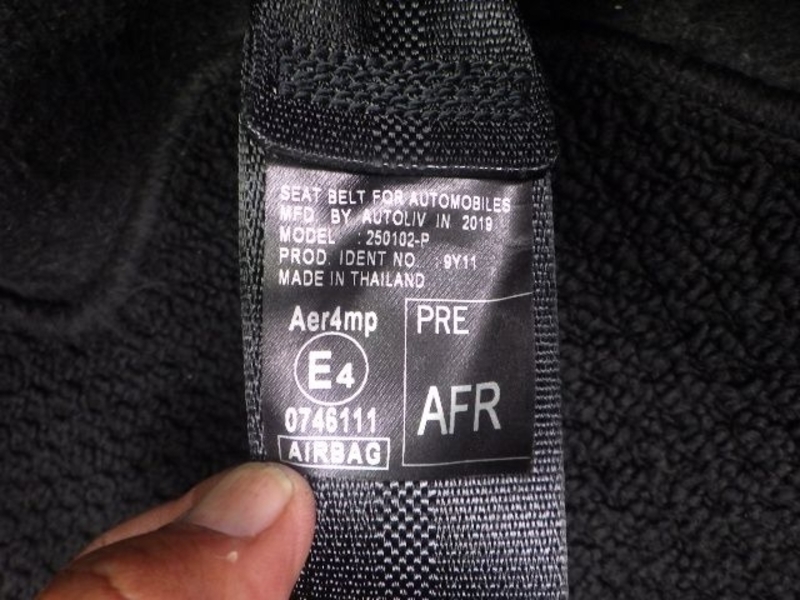 SEAT BELT FOR AUTOMOBILES
MFD. BY AUTOLIV IN 2019
MODEL : 250102-P
PROD. IDENT NO. : 9Y11
MADE IN THAILAND
Aer4mp
E4
0746111
AIRBAG
PRE
AFR